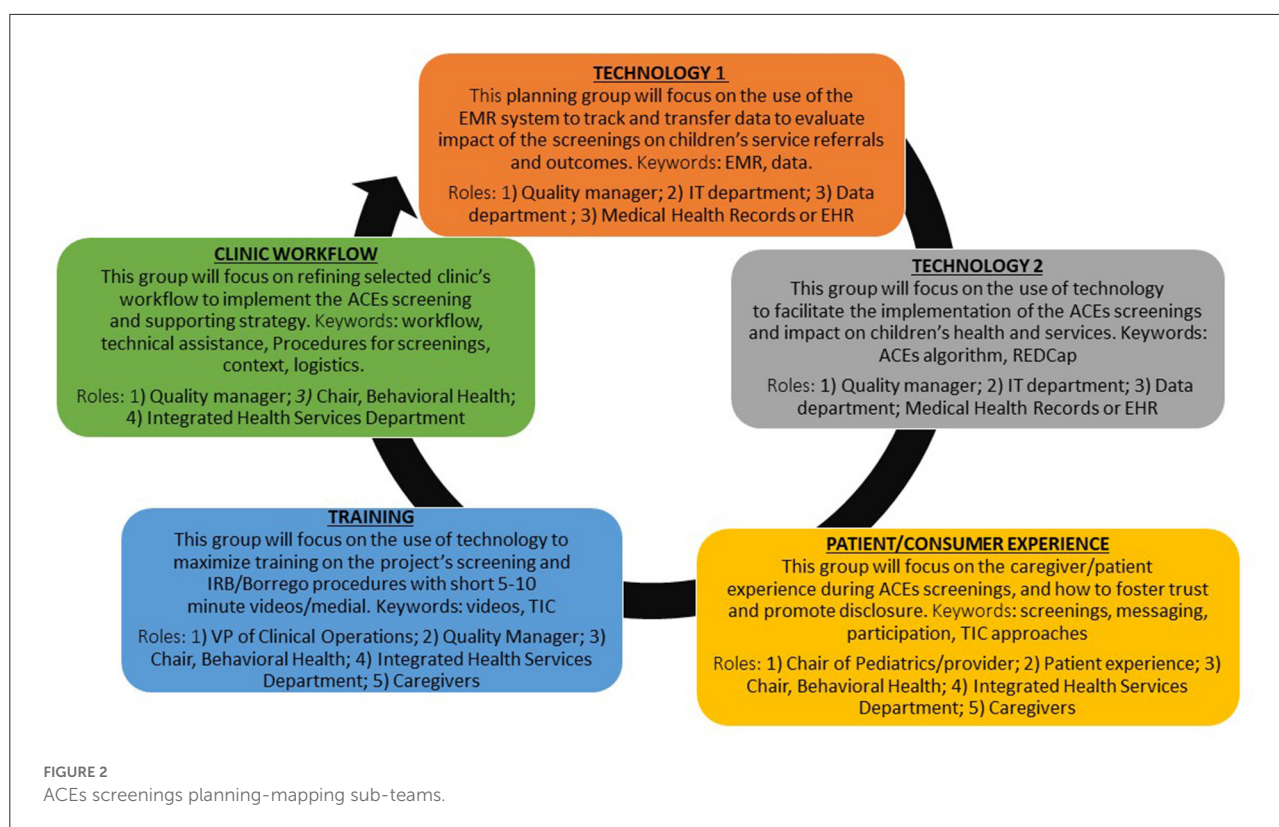 TECHNOLOGY 1
This planning group will focus on the use of the
EMR system to track and transfer data to evaluate
impact of the screenings on children's service referrals
and outcomes. Keywords: EMR, data.
Roles: 1) Quality manager; 2) IT department; 3) Data
department ; 3) Medical Health Records or EHR
TECHNOLOGY 2
This group will focus on the use of technology
to facilitate the implementation of the ACEs screenings
and impact on children's health and services. Keywords:
ACEs algorithm, REDCap
Roles: 1) Quality manager; 2) IT department; 3) Data
department; Medical Health Records or EHR
PATIENT/CONSUMER EXPERIENCE
This group will focus on the caregiver/patient
experience during ACEs screenings, and how to foster trust
and promote disclosure. Keywords: screenings, messaging,
participation, TIC approaches
Roles: 1) Chair of Pediatrics/provider; 2) Patient experience; 3)
Chair, Behavioral Health; 4) Integrated Health Services
Department; 5) Caregivers
TRAINING
This group will focus on the use of technology to
maximize training on the project's screening and
IRB/Borrego procedures with short 5-10
minute videos/medial. Keywords: videos, TIC
Roles: 1) VP of Clinical Operations; 2) Quality Manager; 3)
Chair, Behavioral Health; 4) Integrated Health Services
Department; 5) Caregivers
CLINIC WORKFLOW
This group will focus on refining selected clinic's
workflow to implement the ACEs screening
and supporting strategy. Keywords: workflow,
technical assistance, Procedures for screenings,
context, logistics.
Roles: 1) Quality manager; 3) Chair, Behavioral Health;
4) Integrated Health Services Department
FIGURE 2
ACEs screenings planning-mapping sub-teams.